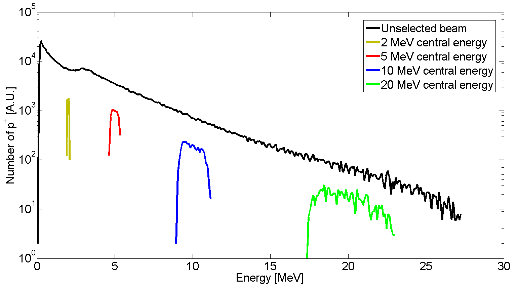 10^5
Unselected beam
2 MeV central energy
5 MeV central energy
10 MeV central energy
20 MeV central energy
10^4
10^3
10^2
10^1
10^0
Number of p^- [A.U.]
0
5
10
15
20
25
30
Energy [MeV]